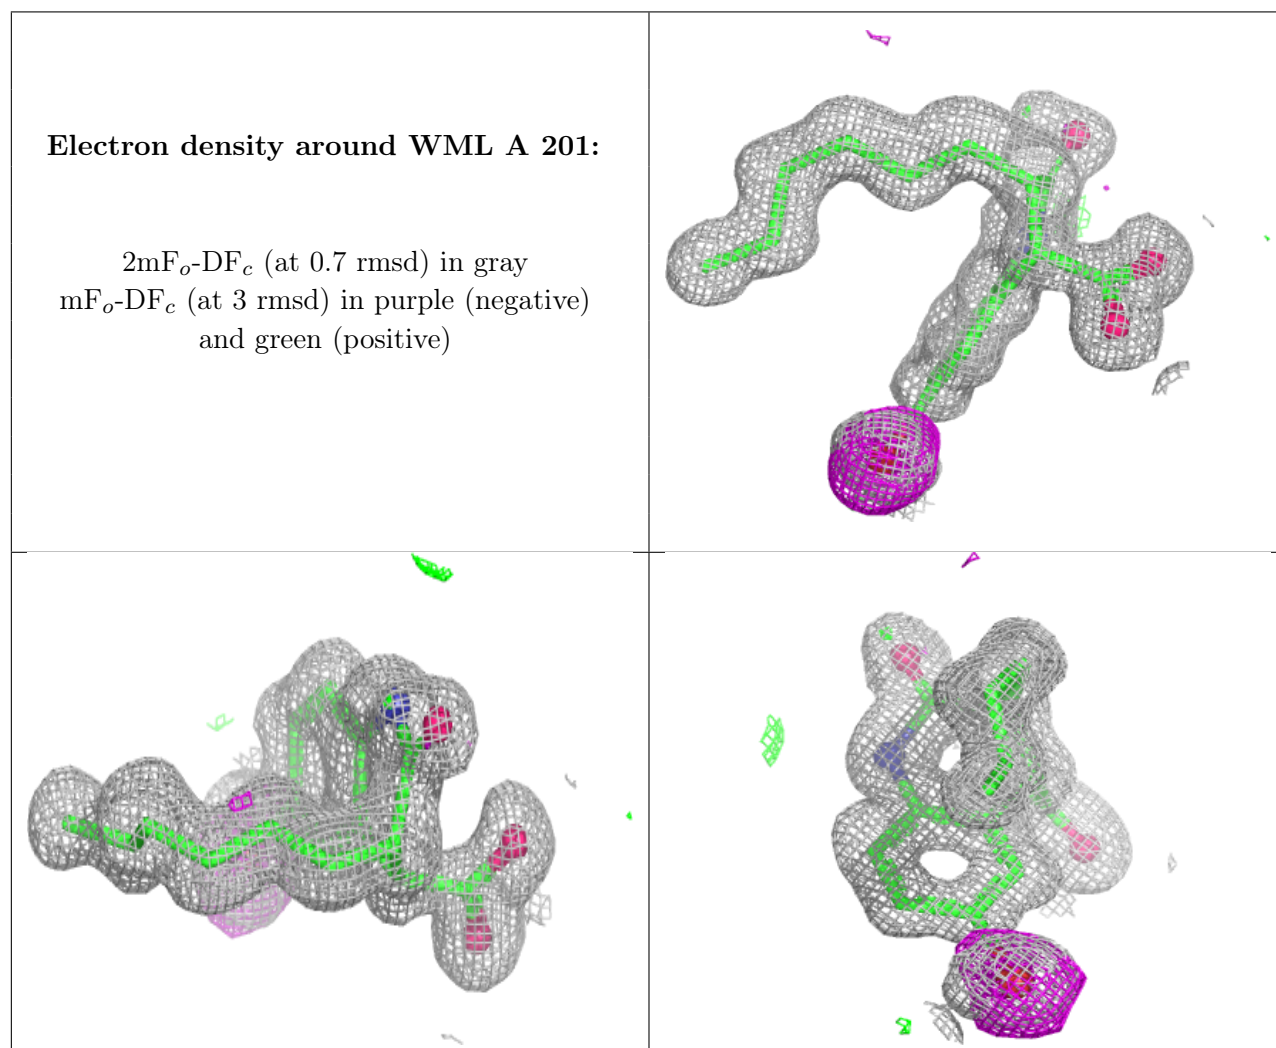 Electron density around WML A 201:
2mFo-DFc (at 0.7 rmsd) in gray
mFo-DFc (at 3 rmsd) in purple (negative)
and green (positive)